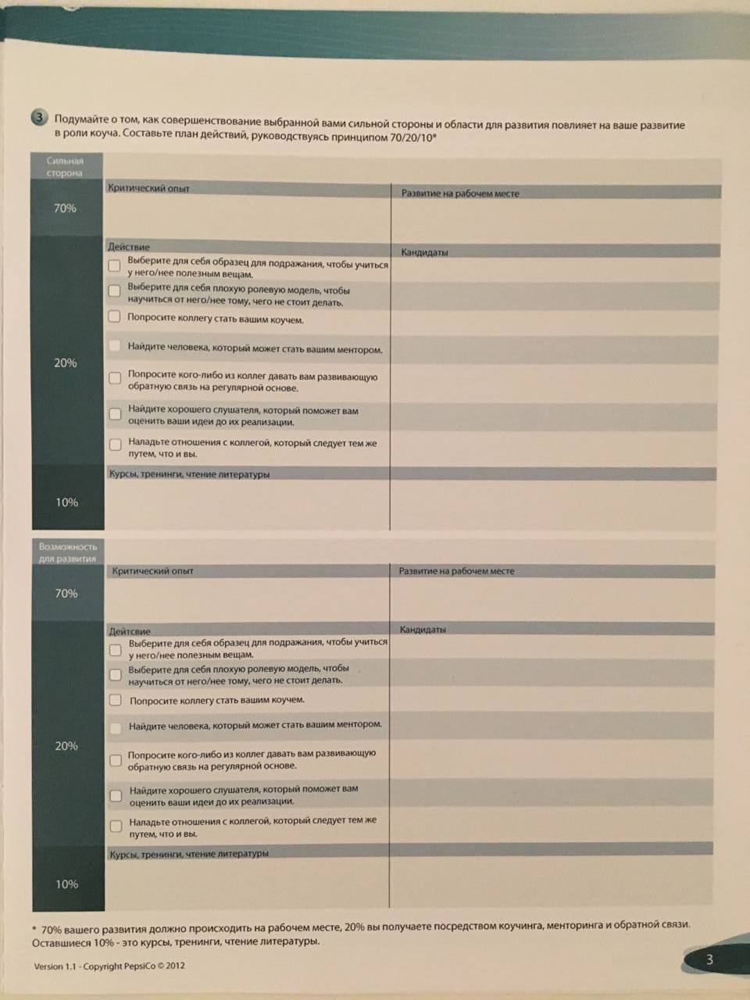 3 Подумайте о том, как совершенствование выбранной вами сильной стороны и области для развития повлияет на ваше развитие
в роли коуча. Составьте план действий, руководствуясь принципом 70/20/10*
Сильная
сторона
Критический опыт
Развитие на рабочем месте
70%
Действие
Кандидаты
Выберите для себя образец для подражания, чтобы учиться
у него/нее полезным вещам.
Выберите для себя плохую ролевую модель, чтобы
научиться от него/нее тому, чего не стоит делать.
Попросите коллегу стать вашим коучем.
Найдите человека, который может стать вашим ментором.
20%
Попросите кого-либо из коллег давать вам развивающую
обратную связь на регулярной основе.
Найдите хорошего слушателя, который поможет вам
оценить ваши идеи до их реализации.
Наладьте отношения с коллегой, который следует тем же
путем, что и вы.
Курсы, тренинги, чтение литературы
10%
Возможность
для развития
Критический опыт
Развитие на рабочем месте
70%
Дейтсвие
Кандидаты
Выберите для себя образец для подражания, чтобы учиться
у него/нее полезным вещам.
Выберите для себя плохую ролевую модель, чтобы
научиться от него/нее тому, чего не стоит делать.
Попросите коллегу стать вашим коучем.
Найдите человека, который может стать вашим ментором.
20%
Попросите кого-либо из коллег давать вам развивающую
обратную связь на регулярной основе.
Найдите хорошего слушателя, который поможет вам
оценить ваши идеи до их реализации.
Наладьте отношения с коллегой, который следует тем же
путем, что и вы.
Курсы, тренинги, чтение литературы
10%
* 70% вашего развития должно происходить на рабочем месте, 20% вы получаете посредством коучинга, менторинга и обратной связи.
Оставшиеся 10% - это курсы, тренинги, чтение литературы.
Version 1.1 - Copyright PepsiCo © 2012
3